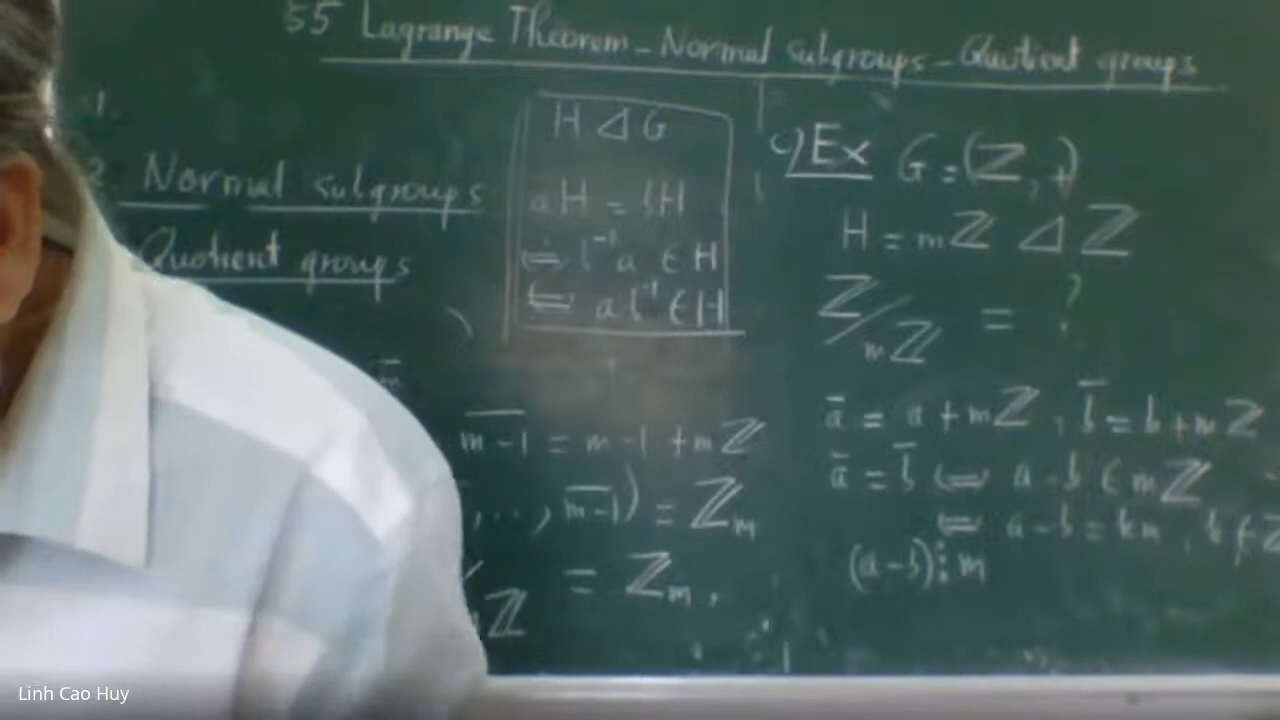 §5 Lagrange Theorem - Normal subgroups - Quotient groups
1.
2. Normal subgroups
Quotient groups
H ⊲ G
aH = bH
⇔ b⁻¹a ∈ H
⇔ ab⁻¹ ∈ H
m̅-̅1̅ = m-1 + mℤ
, ..., m̅-̅1̅) = ℤₘ
ℤ = ℤₘ .
c) Ex G = (ℤ, +)
H = mℤ ⊲ ℤ
ℤ/mℤ = ?
a̅ = a + mℤ , b̅ = b + mℤ
a̅ = b̅ ⇔ a-b ∈ mℤ
⇔ a-b = km , k ∈ ℤ
(a-b) ⋮ m
Linh Cao Huy